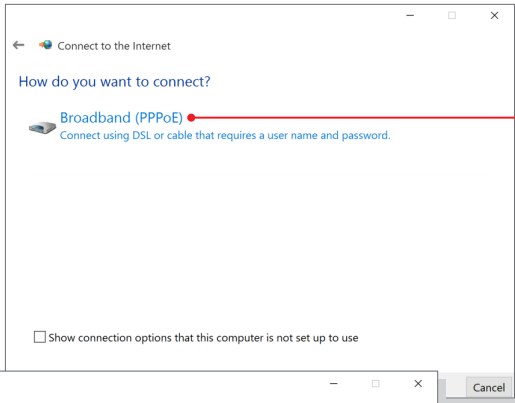 Connect to the Internet
How do you want to connect?
Broadband (PPPoE)
Connect using DSL or cable that requires a user name and password.
Show connection options that this computer is not set up to use
Cancel